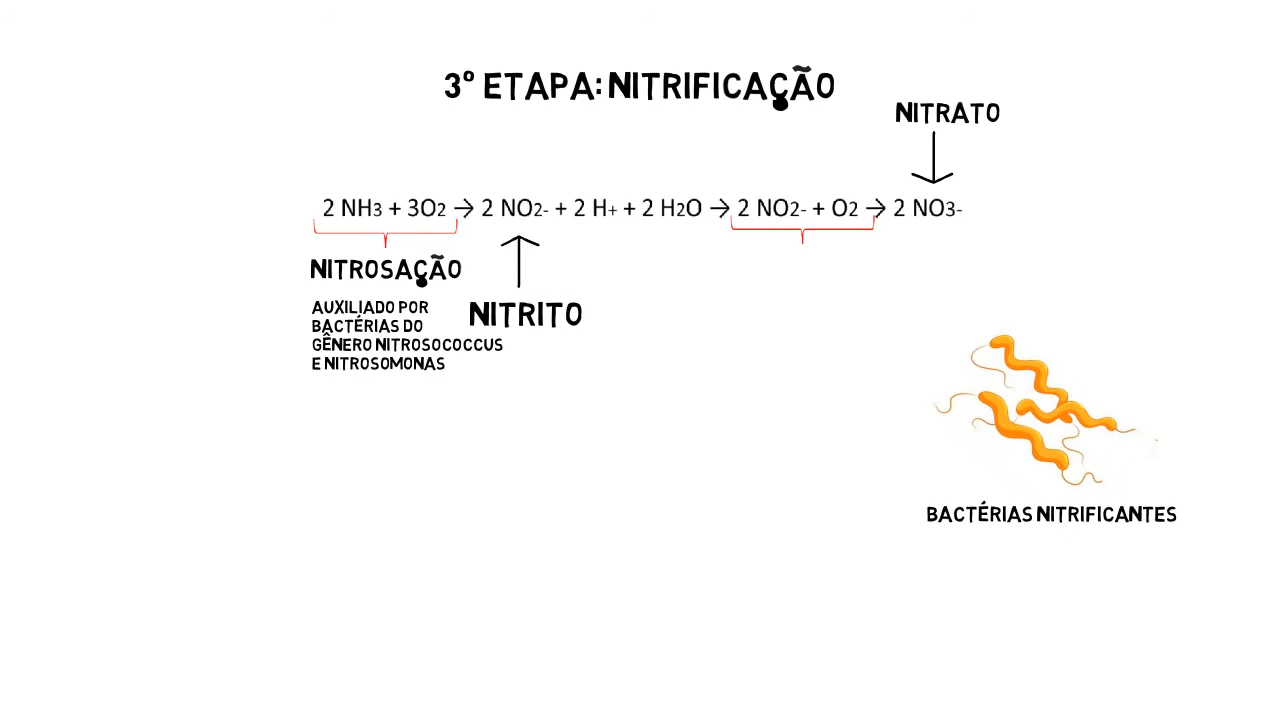 3º ETAPA: NITRIFICAÇÃO
NITRATO
2 NH3 + 3O2 → 2 NO2- + 2 H+ + 2 H2O → 2 NO2- + O2 → 2 NO3-
NITROSAÇÃO
NITRITO
AUXILIADO POR
BACTÉRIAS DO
GÊNERO NITROSOCOCCUS
E NITROSOMONAS
BACTÉRIAS NITRIFICANTES